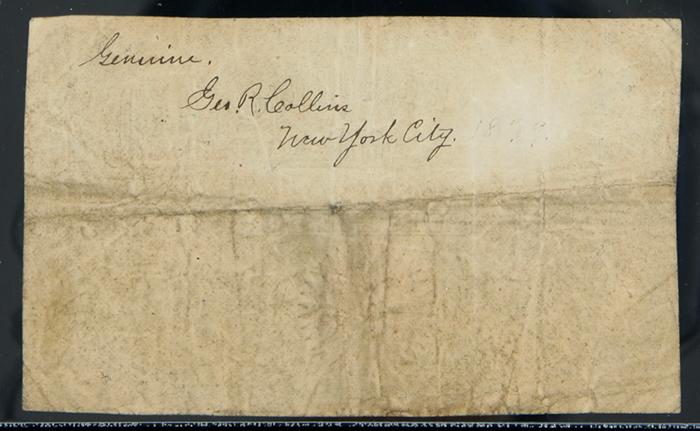 Genuine.
Geo. R. Collins
New York City.